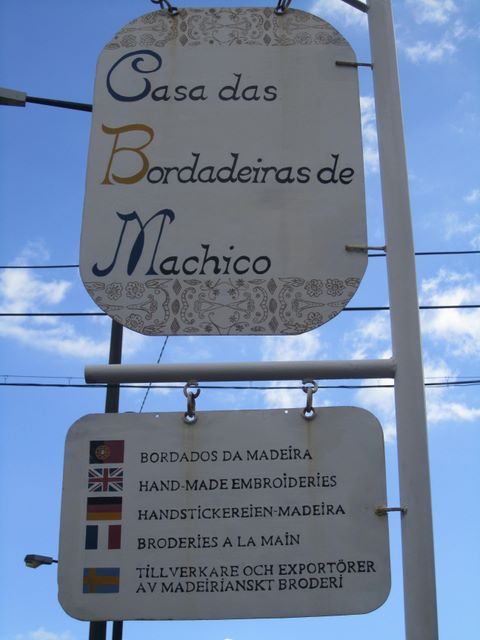 Casa das
Bordadeiras de
Machico
BORDADOS DA MADEIRA
HAND-MADE EMBROIDERIES
HANDSTICKEREIEN-MADEIRA
BRODERIES A LA MAIN
TILLVERKARE OCH EXPORTÖRER
AV MADEIRIANSKT BRODERI